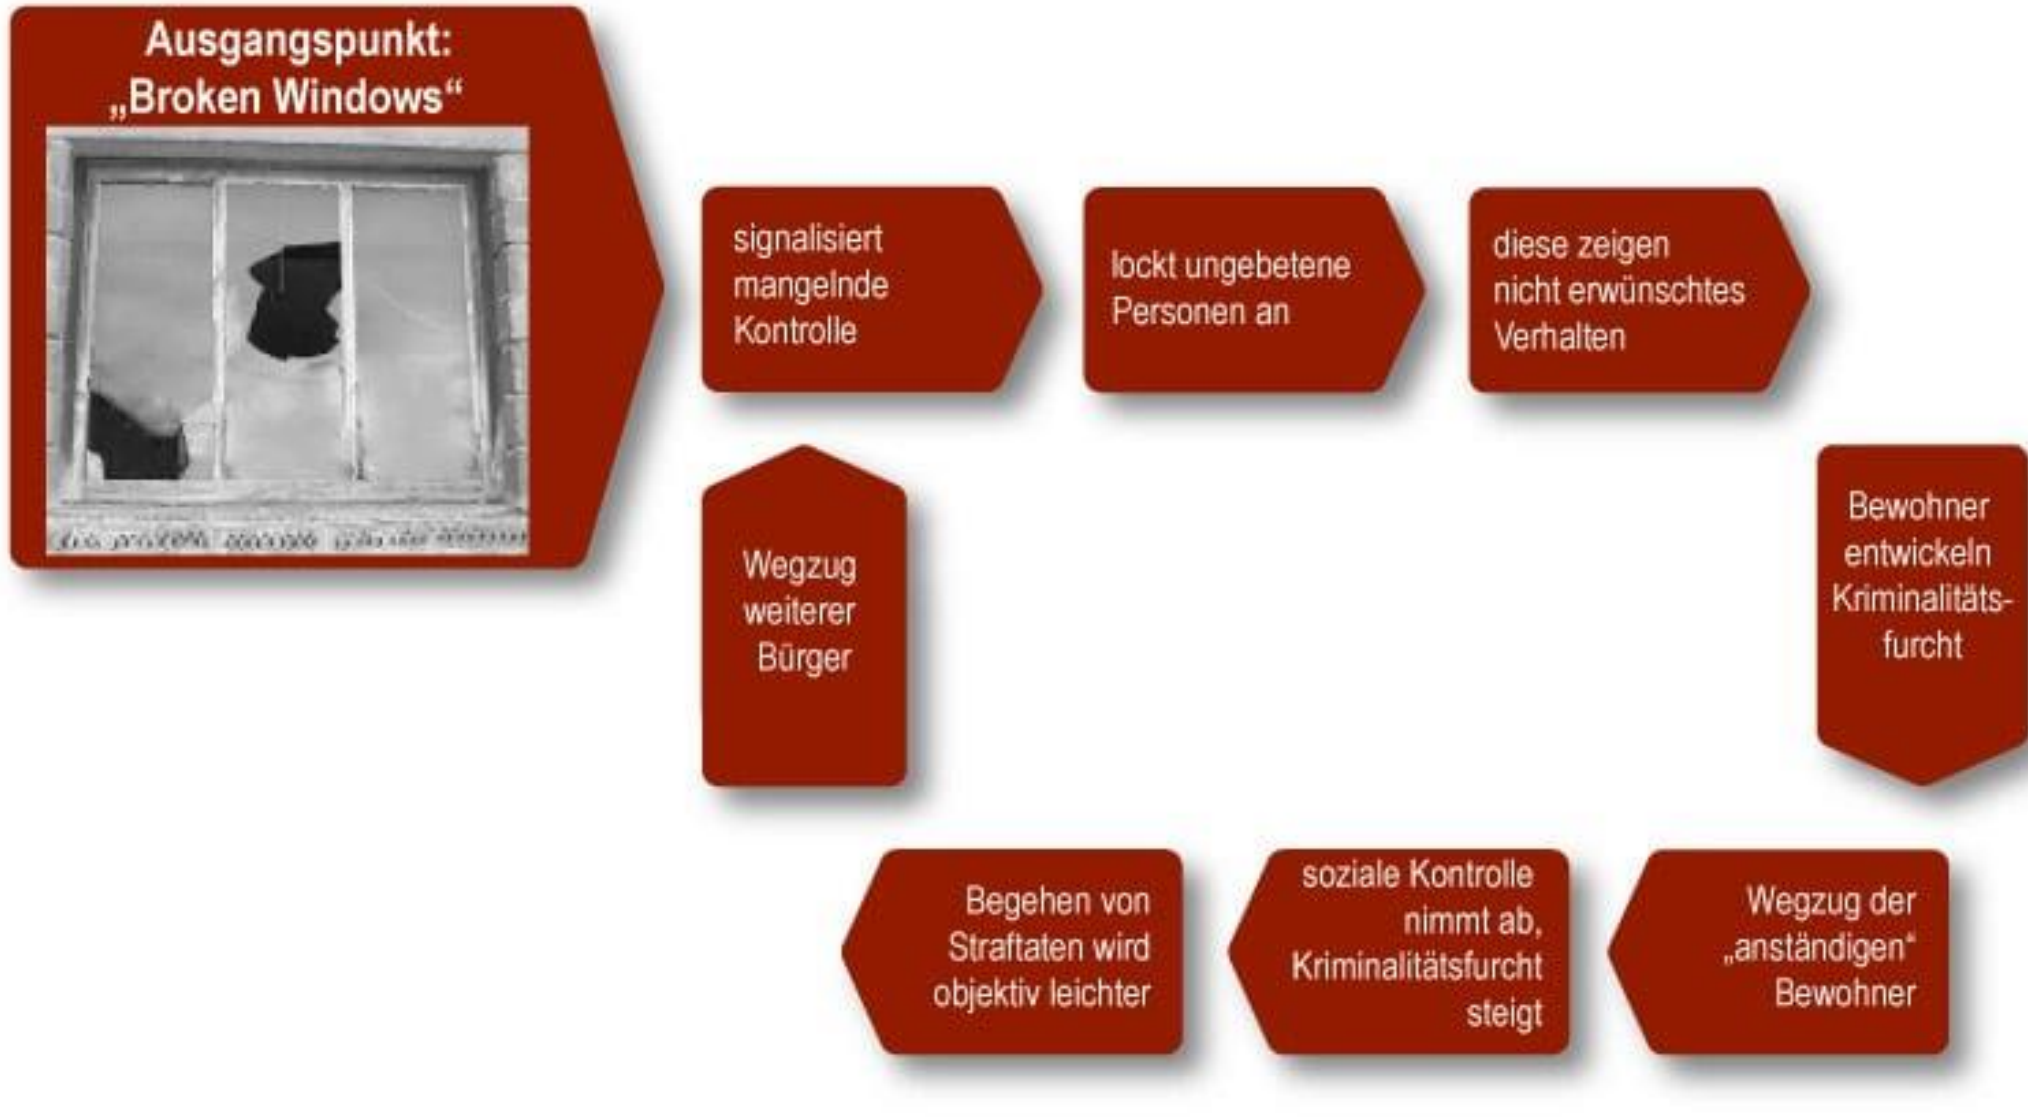 Ausgangspunkt:
„Broken Windows“
signalisiert
mangelnde
Kontrolle
lockt ungebetene
Personen an
diese zeigen
nicht erwünschtes
Verhalten
Bewohner
entwickeln
Kriminalitäts-
furcht
Wegzug der
„anständigen“
Bewohner
soziale Kontrolle
nimmt ab,
Kriminalitätsfurcht
steigt
Begehen von
Straftaten wird
objektiv leichter
Wegzug
weiterer
Bürger